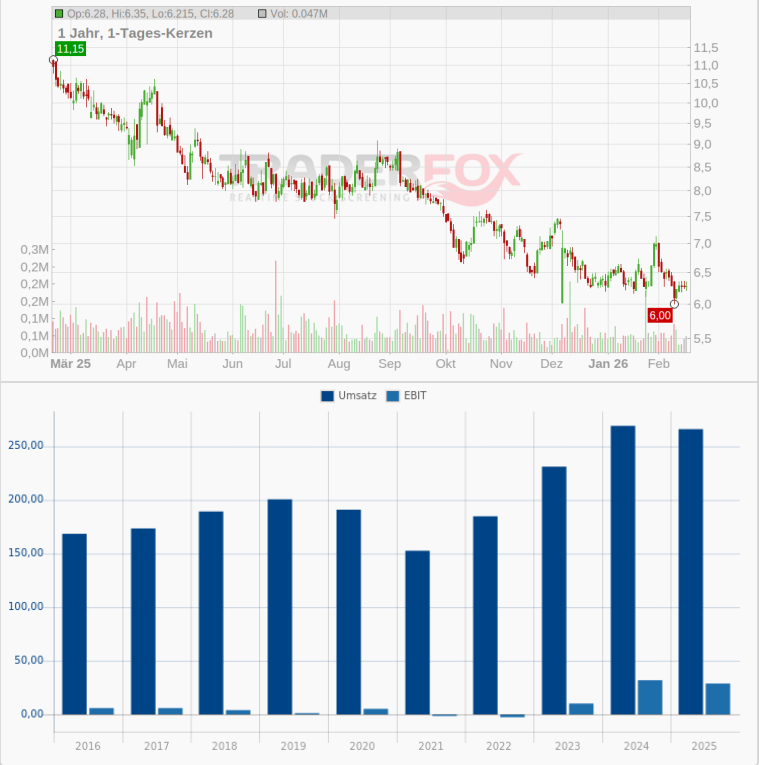 Op:6.28, Hi:6.35, Lo:6.215, Cl:6.28 Vol: 0.047M
1 Jahr, 1-Tages-Kerzen
11,15
11,5
11,0
10,5
10,0
9,5
9,0
8,5
8,0
7,5
7,0
6,5
6,0
5,5
TRADERFOX
0,3M
0,2M
0,2M
0,2M
0,1M
0,1M
0,0M
6,00
Mär 25 Apr Mai Jun Jul Aug Sep Okt Nov Dez Jan 26 Feb
Umsatz EBIT
250,00
200,00
150,00
100,00
50,00
0,00
2016 2017 2018 2019 2020 2021 2022 2023 2024 2025